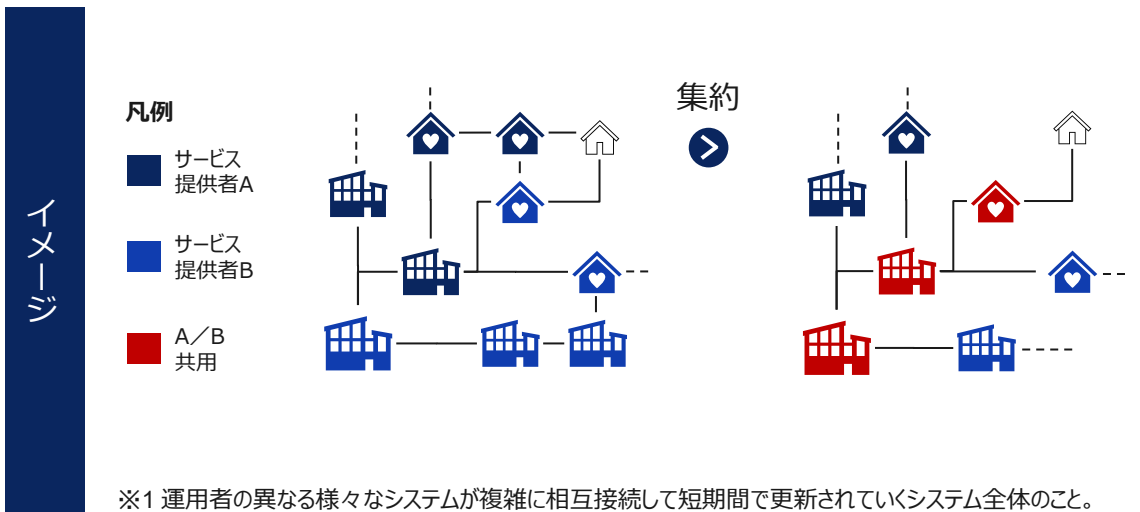 イメージ
凡例
サービス
提供者A
サービス
提供者B
A／B
共用
集約
※1 運用者の異なる様々なシステムが複雑に相互接続して短期間で更新されていくシステム全体のこと。